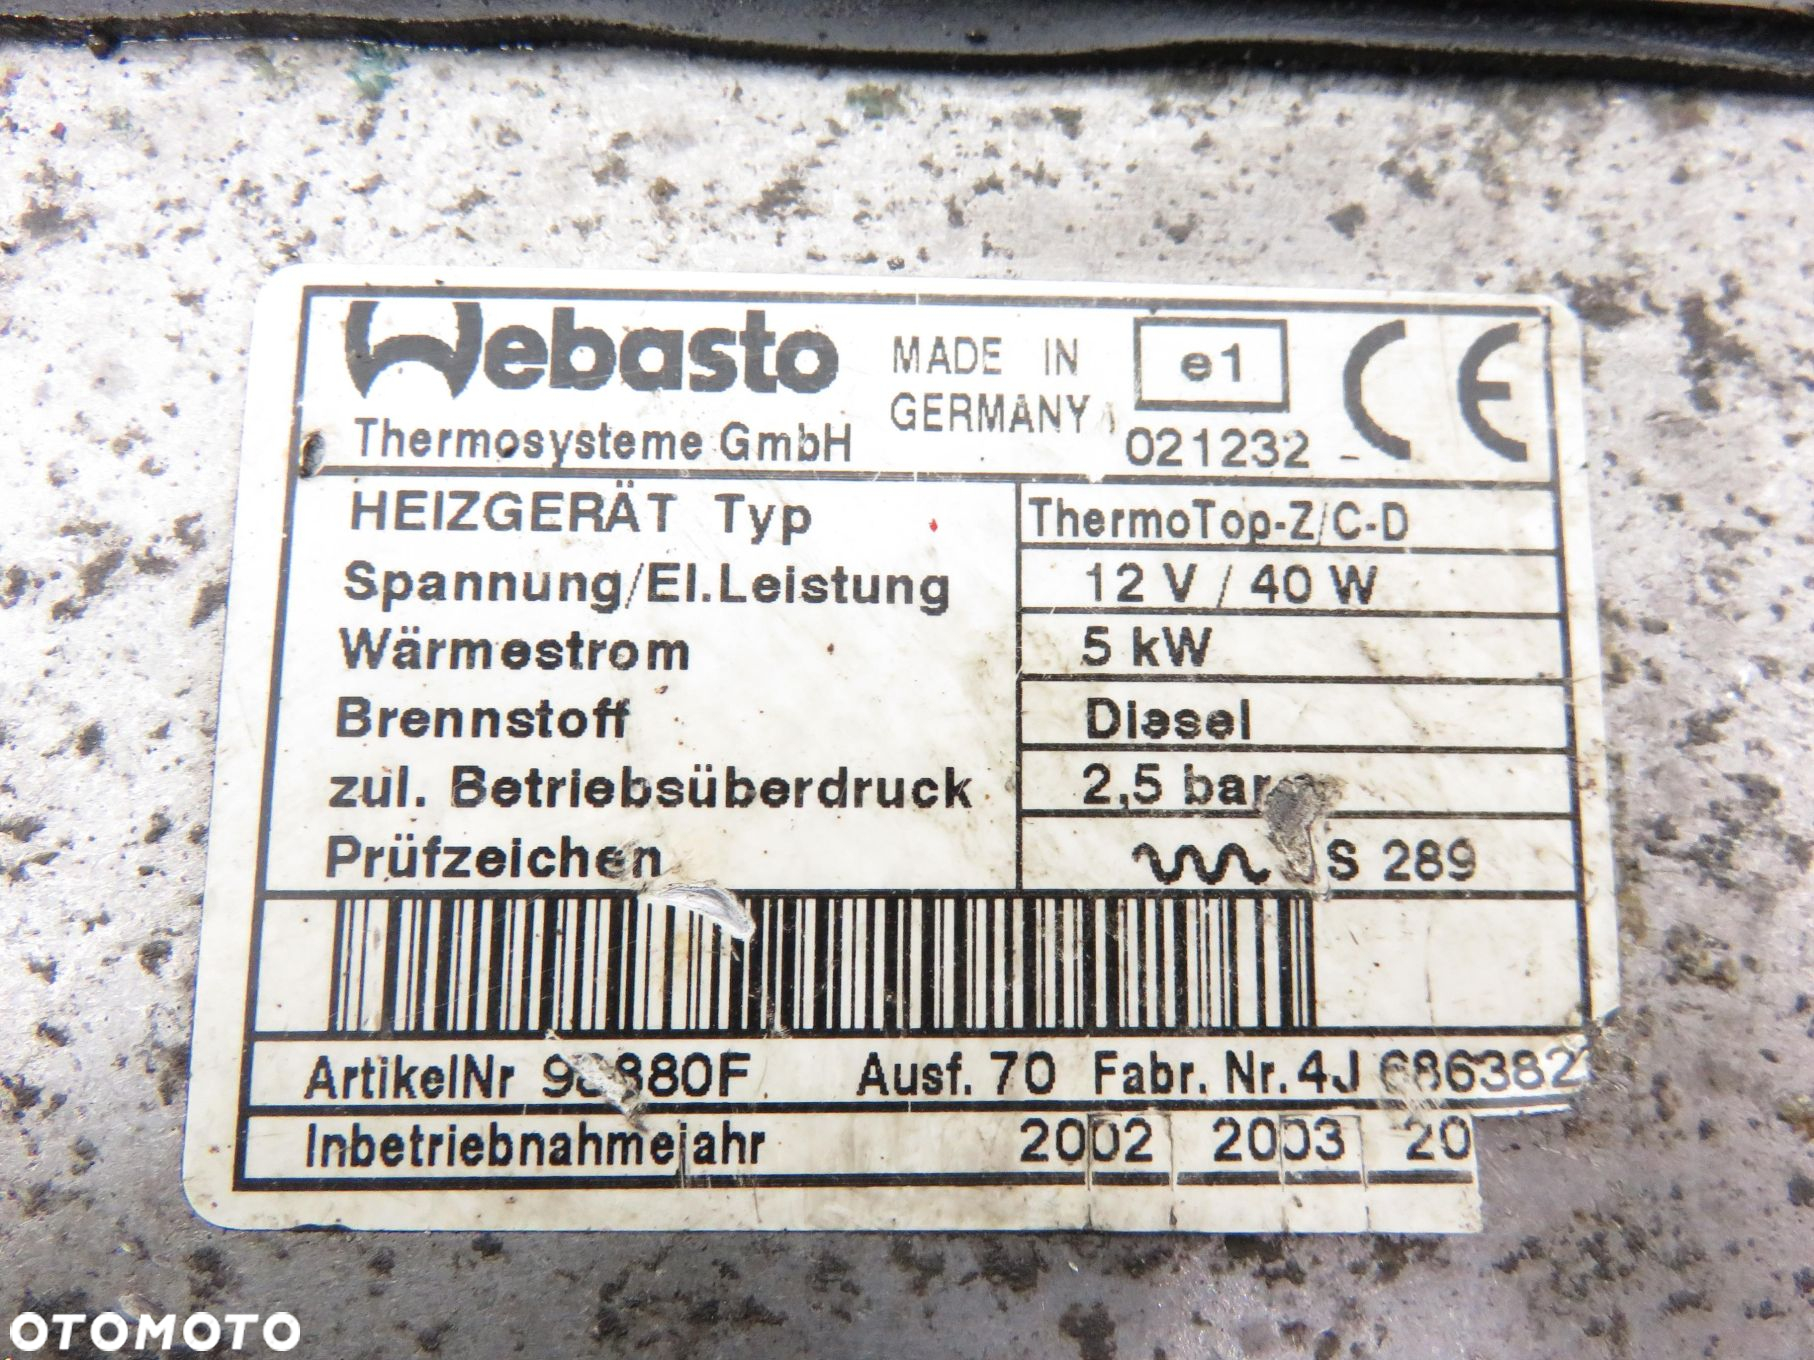 Webasto
Thermosysteme GmbH
MADE IN
GERMANY
e1
021232
CE
HEIZGERÄT Typ ThermoTop-Z/C-D
Spannung/El.Leistung 12 V / 40 W
Wärmestrom 5 kW
Brennstoff Diesel
zul. Betriebsüberdruck 2,5 bar
Prüfzeichen S 289
ArtikelNr Ausf. 70 Fabr. Nr. 4J
Inbetriebnahmejahr 2002 2003 20
OTOMOTO